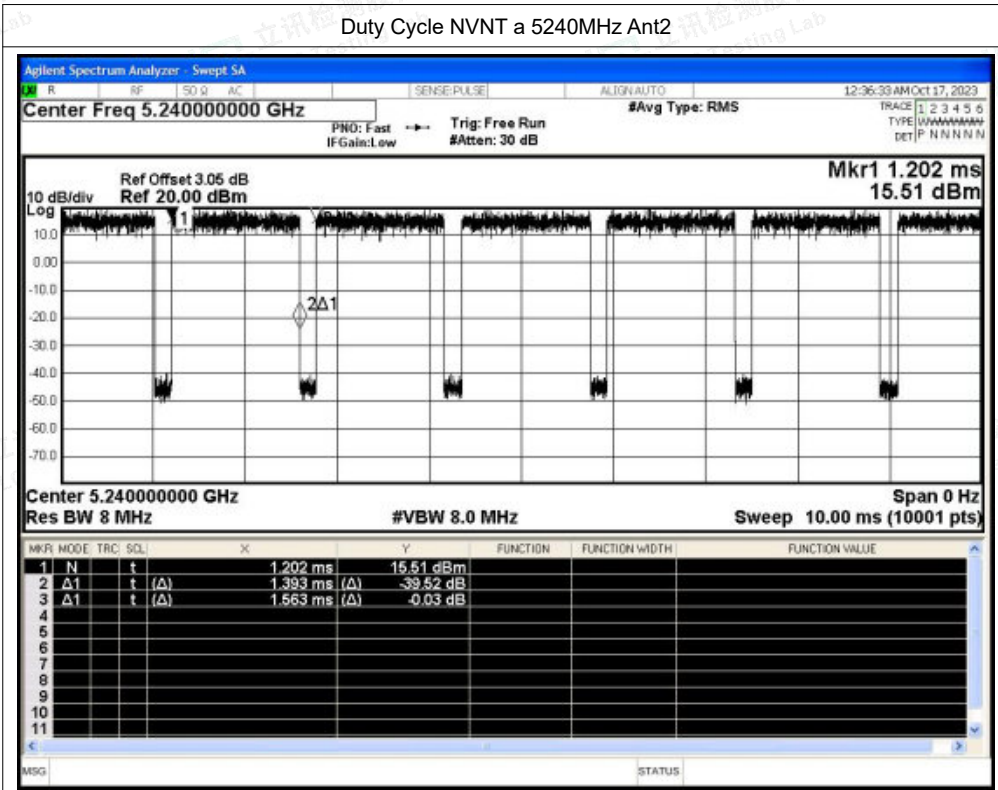 Duty Cycle NVNT a 5240MHz Ant2
Agilent Spectrum Analyzer - Swept SA
R RF 50 Ω AC SENSE:PULSE ALIGN AUTO 12:36:33 AM Oct 17, 2023
Center Freq 5.240000000 GHz #Avg Type: RMS TRACE 1 2 3 4 5 6
PNO: Fast Trig: Free Run TYPE
IFGain:Low #Atten: 30 dB DET P N N N N N
Mkr1 1.202 ms
Ref Offset 3.05 dB
10 dB/div Ref 20.00 dBm 15.51 dBm
Log
1
10.0
0.00
-10.0
2Δ1
-20.0
-30.0
-40.0
-50.0
-60.0
-70.0
Center 5.240000000 GHz Span 0 Hz
Res BW 8 MHz #VBW 8.0 MHz Sweep 10.00 ms (10001 pts)
MKR MODE TRC SCL X Y FUNCTION FUNCTION WIDTH FUNCTION VALUE
1 N t 1.202 ms 15.51 dBm
2 Δ1 t (Δ) 1.393 ms (Δ) -39.52 dB
3 Δ1 t (Δ) 1.563 ms (Δ) -0.03 dB
4
5
6
7
8
9
10
11
MSG STATUS